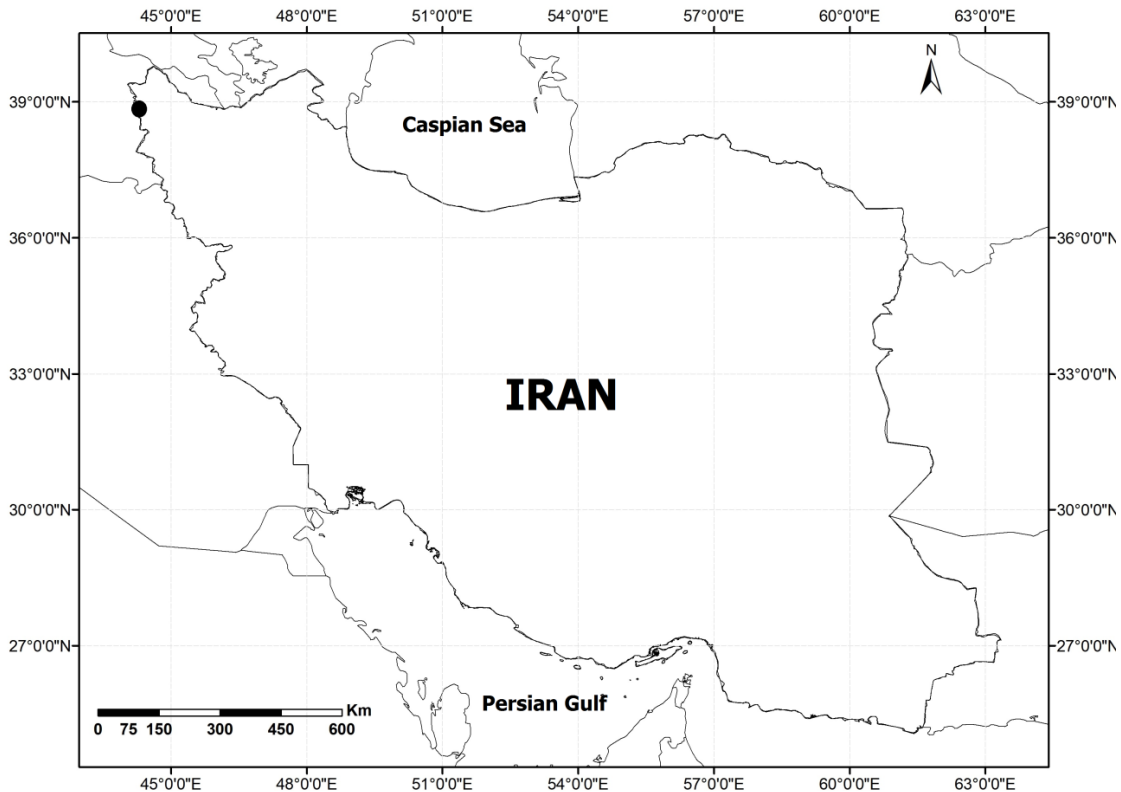 45°0'0"E 48°0'0"E 51°0'0"E 54°0'0"E 57°0'0"E 60°0'0"E 63°0'0"E
N
39°0'0"N 39°0'0"N
Caspian Sea
36°0'0"N 36°0'0"N
33°0'0"N 33°0'0"N
IRAN
30°0'0"N 30°0'0"N
27°0'0"N 27°0'0"N
Persian Gulf
Km
0 75 150 300 450 600
45°0'0"E 48°0'0"E 51°0'0"E 54°0'0"E 57°0'0"E 60°0'0"E 63°0'0"E